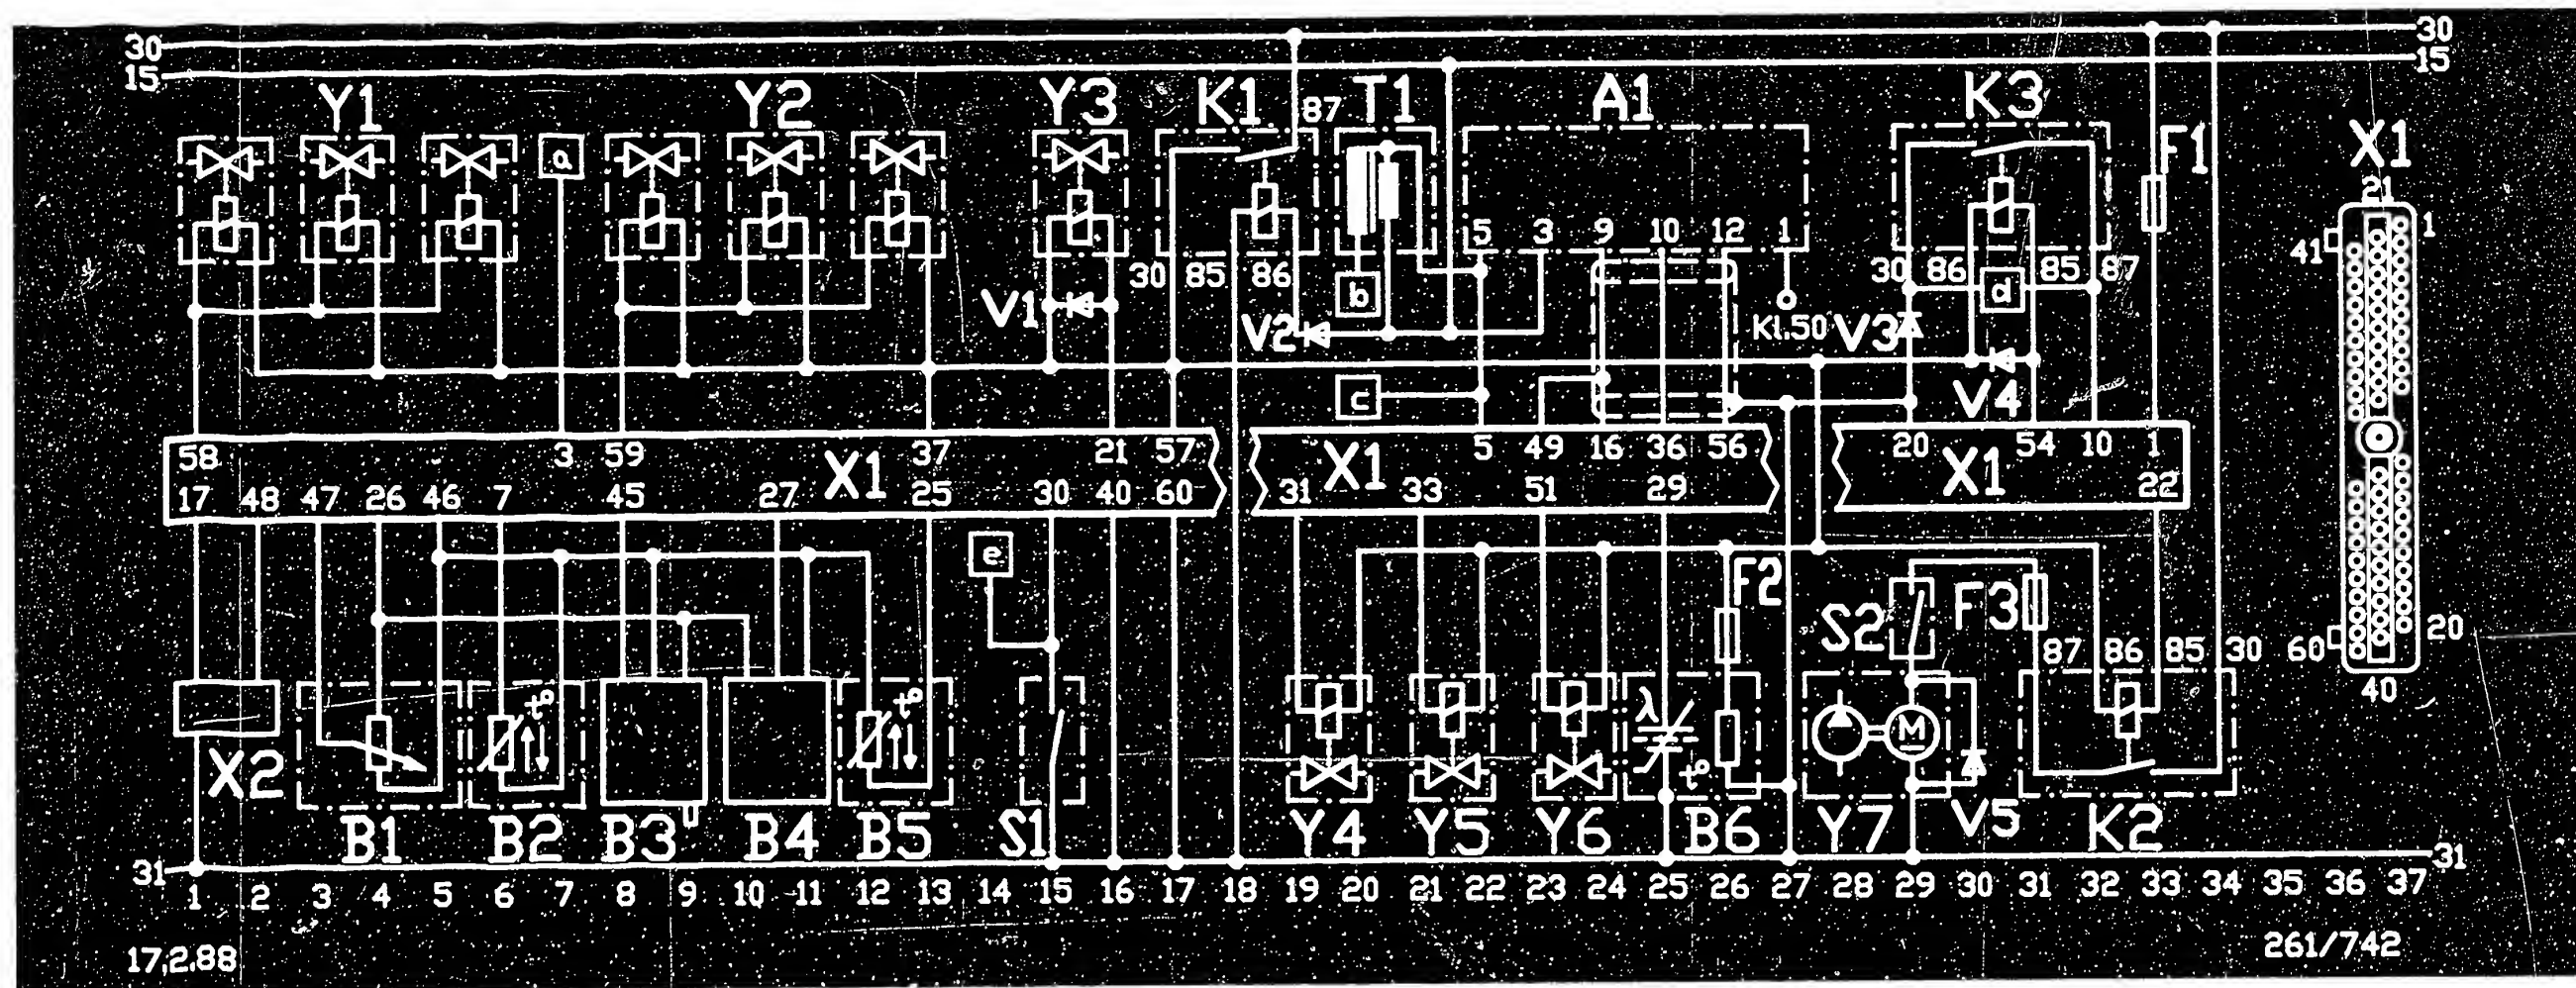 30 30
15 15
Y1 Y2 Y3 K1 87 T1 A1 K3 F1 X1
a
21
5 3 9 10 12 1
1
41
30 85 86 30 86 85 87
b d
V1 V2 Kl.50 V3
c V4
58 3 59 37 21 57 5 49 16 36 56 20 54 10 1
X1 X1 X1
17 48 47 26 46 7 45 27 25 30 40 60 31 33 51 29 22
e F2
S2 F3
87 86 85 30 60 20
40
t° t° λ t° M
X2 V5
B1 B2 B3 B4 B5 S1 Y4 Y5 Y6 B6 Y7 K2
31 31
1 2 3 4 5 6 7 8 9 10 11 12 13 14 15 16 17 18 19 20 21 22 23 24 25 26 27 28 29 30 31 32 33 34 35 36 37
17.2.88 261/742